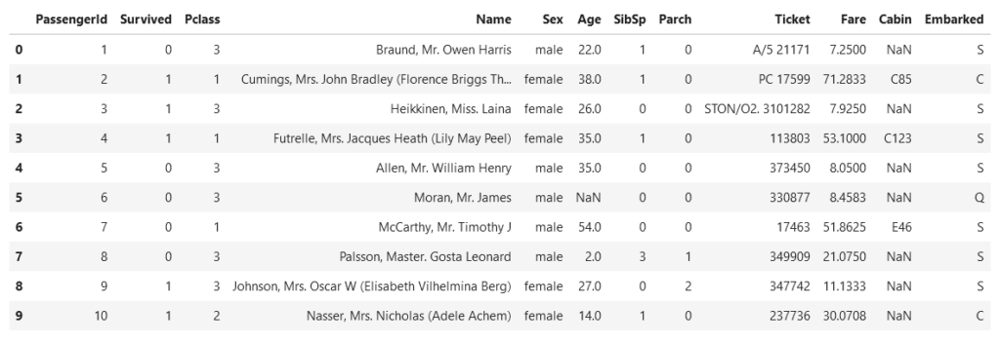 PassengerId Survived Pclass Name Sex Age SibSp Parch Ticket Fare Cabin Embarked
0 1 0 3 Braund, Mr. Owen Harris male 22.0 1 0 A/5 21171 7.2500 NaN S
1 2 1 1 Cumings, Mrs. John Bradley (Florence Briggs Th... female 38.0 1 0 PC 17599 71.2833 C85 C
2 3 1 3 Heikkinen, Miss. Laina female 26.0 0 0 STON/O2. 3101282 7.9250 NaN S
3 4 1 1 Futrelle, Mrs. Jacques Heath (Lily May Peel) female 35.0 1 0 113803 53.1000 C123 S
4 5 0 3 Allen, Mr. William Henry male 35.0 0 0 373450 8.0500 NaN S
5 6 0 3 Moran, Mr. James male NaN 0 0 330877 8.4583 NaN Q
6 7 0 1 McCarthy, Mr. Timothy J male 54.0 0 0 17463 51.8625 E46 S
7 8 0 3 Palsson, Master. Gosta Leonard male 2.0 3 1 349909 21.0750 NaN S
8 9 1 3 Johnson, Mrs. Oscar W (Elisabeth Vilhelmina Berg) female 27.0 0 2 347742 11.1333 NaN S
9 10 1 2 Nasser, Mrs. Nicholas (Adele Achem) female 14.0 1 0 237736 30.0708 NaN C